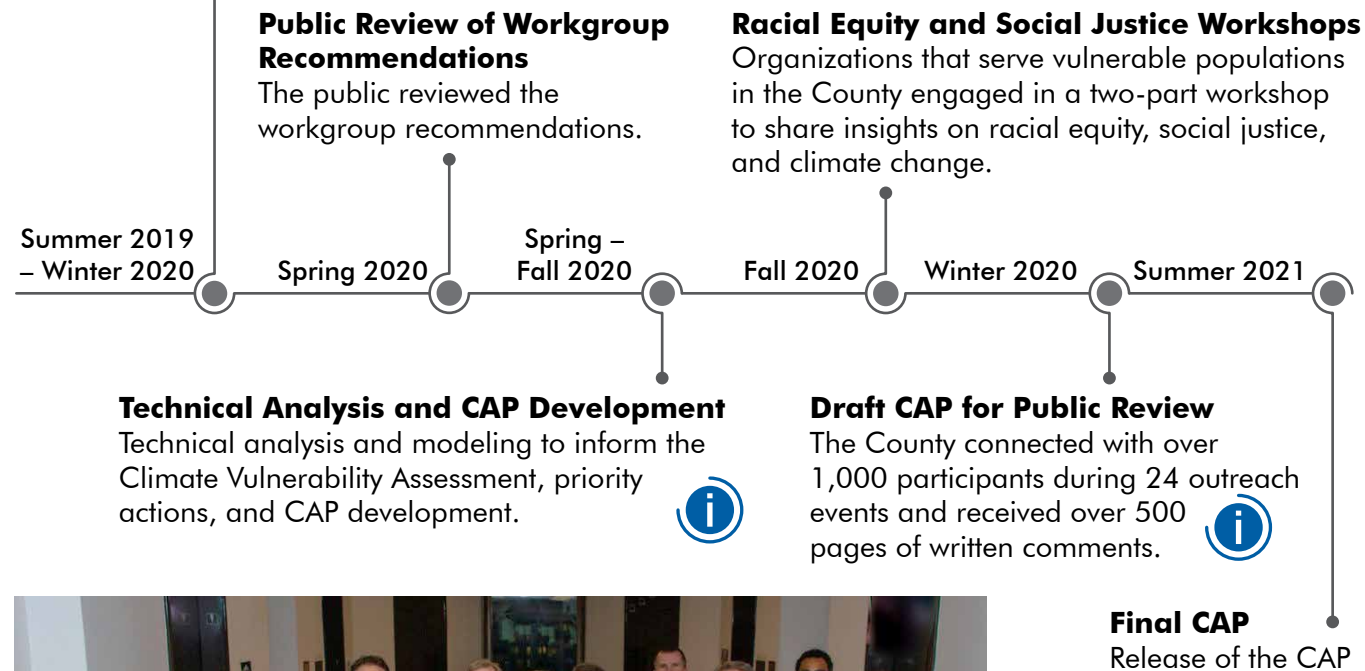 Public Review of Workgroup
Recommendations
The public reviewed the
workgroup recommendations.
Racial Equity and Social Justice Workshops
Organizations that serve vulnerable populations
in the County engaged in a two-part workshop
to share insights on racial equity, social justice,
and climate change.
Summer 2019
– Winter 2020
Spring 2020
Spring –
Fall 2020
Fall 2020
Winter 2020
Summer 2021
Technical Analysis and CAP Development
Technical analysis and modeling to inform the
Climate Vulnerability Assessment, priority
actions, and CAP development.
i
Draft CAP for Public Review
The County connected with over
1,000 participants during 24 outreach
events and received over 500
pages of written comments.
i
Final CAP
Release of the CAP